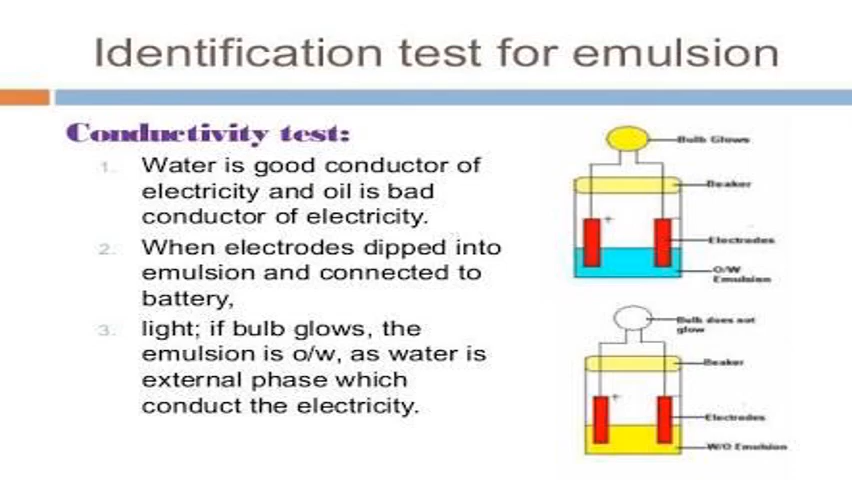 Identification test for emulsion
Conductivity test:
1. Water is good conductor of
electricity and oil is bad
conductor of electricity.
2. When electrodes dipped into
emulsion and connected to
battery,
3. light; if bulb glows, the
emulsion is o/w, as water is
external phase which
conduct the electricity.
Bulb Glows
Beaker
+
Electrodes
O/W
Emulsion
Bulb does not
glow
Beaker
+
Electrodes
W/O Emulsion